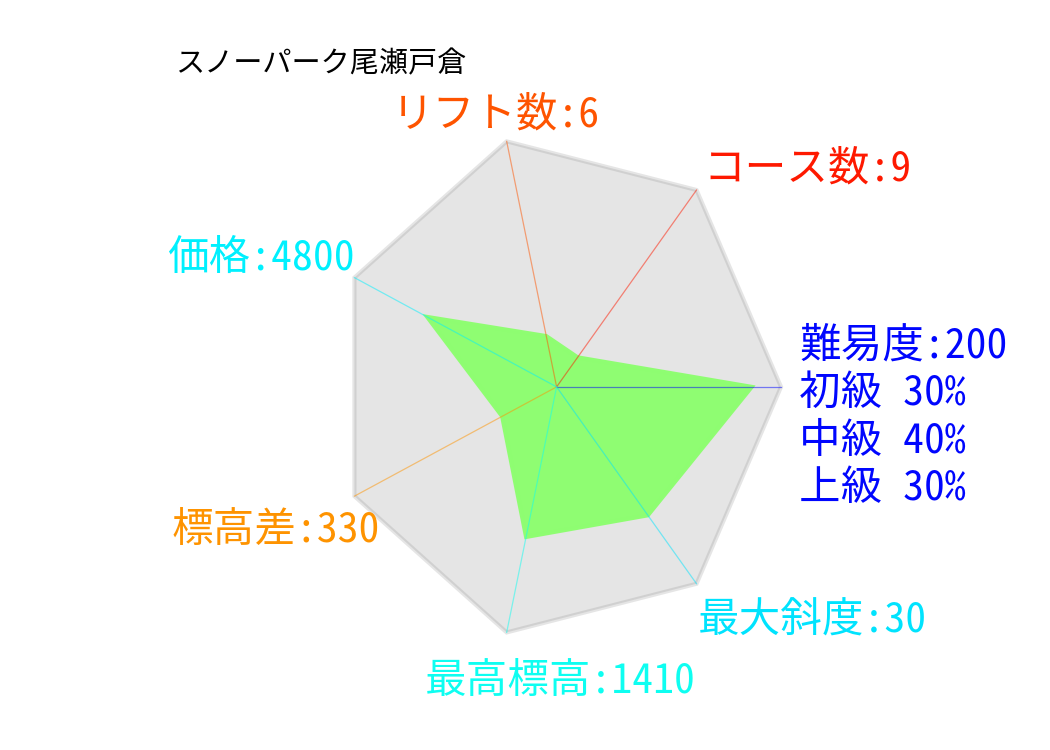 スノーパーク尾瀬戸倉
リフト数:6
コース数:9
価格:4800
難易度:200
初級 30%
中級 40%
上級 30%
標高差:330
最大斜度:30
最高標高:1410